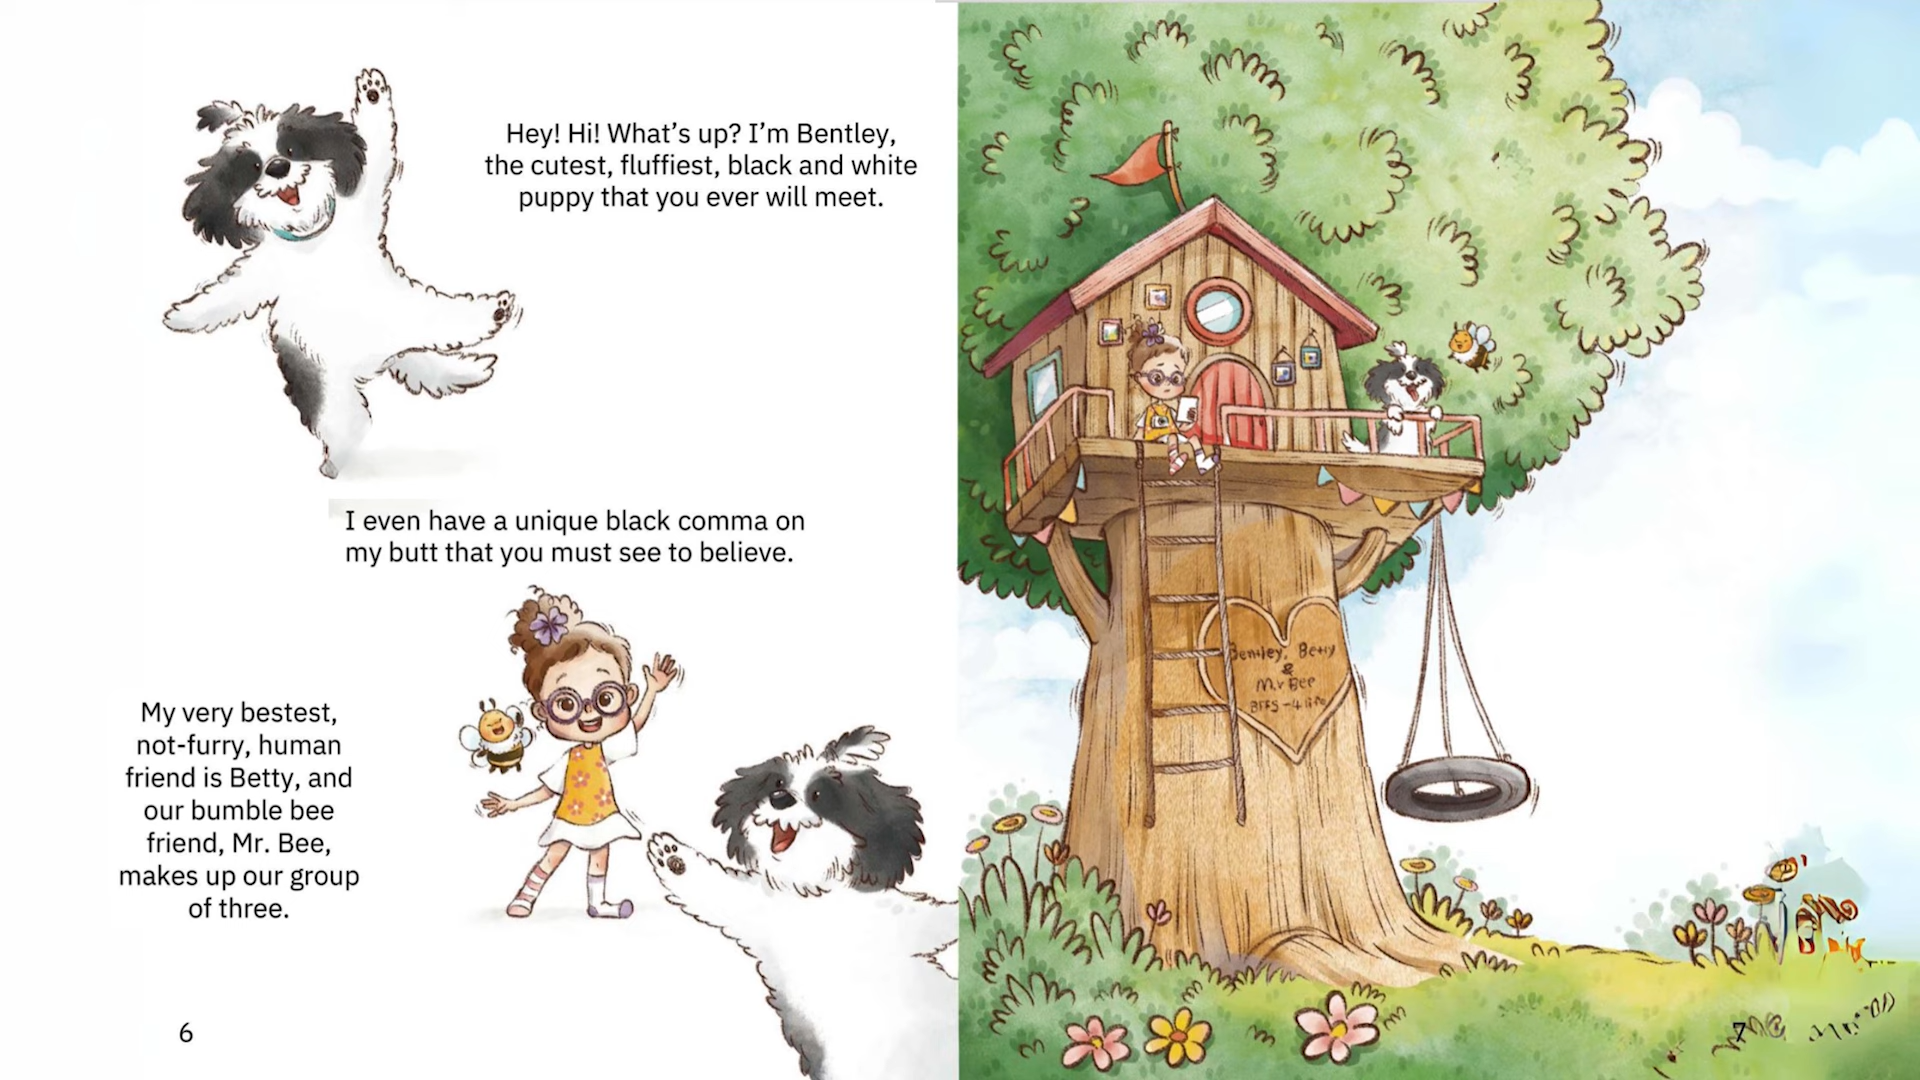 Hey! Hi! What’s up? I’m Bentley,
the cutest, fluffiest, black and white
puppy that you ever will meet.
I even have a unique black comma on
my butt that you must see to believe.
My very bestest,
not-furry, human
friend is Betty, and
our bumble bee
friend, Mr. Bee,
makes up our group
of three.
6
Bentley, Betty
&
Mr Bee
BFFS-4 life
7